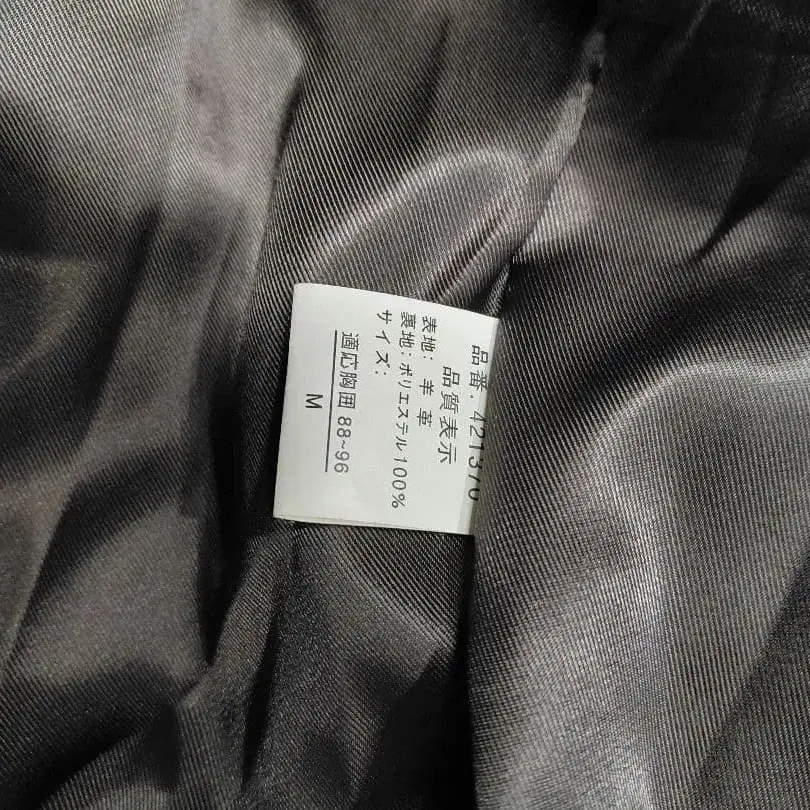 品番. 421370
品質表示
表地: 羊 革
裏地: ポリエステル100%
サイズ:
適応胸囲 88~96
M